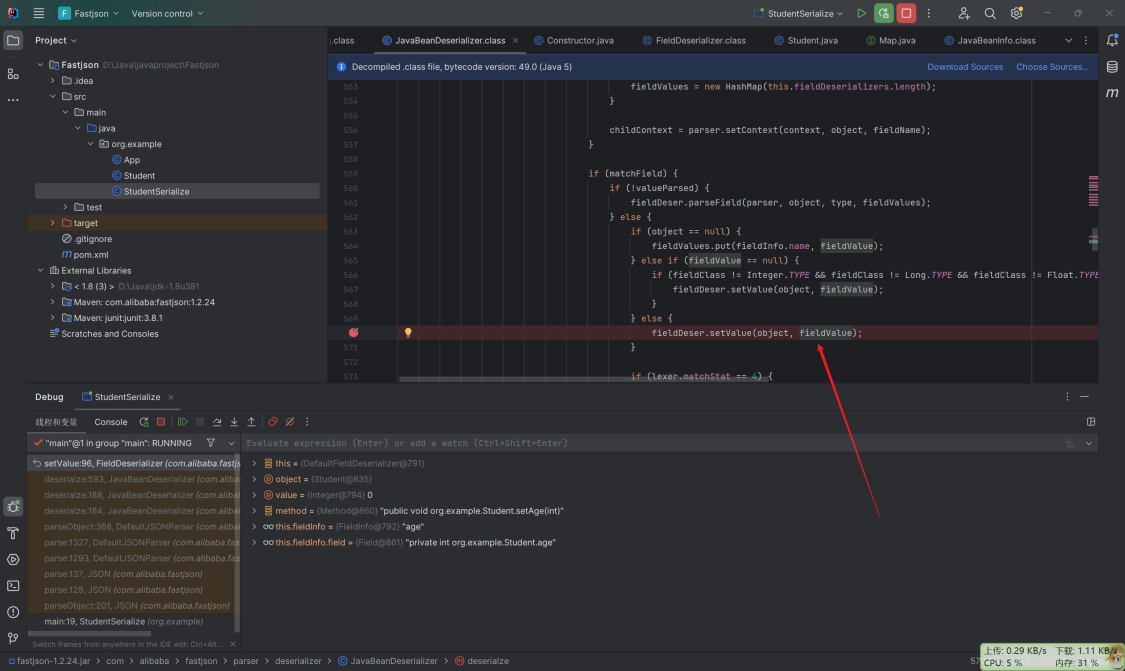 Fastjson
Version control
StudentSerialize
Project
.class
JavaBeanDeserializer.class
Constructor.java
FieldDeserializer.class
Student.java
Map.java
JavaBeanInfo.class
Decompiled .class file, bytecode version: 49.0 (Java 5)
Download Sources
Choose Sources...
Fastjson D:\Java\javaproject\Fastjson
.idea
src
main
java
org.example
App
Student
StudentSerialize
test
target
.gitignore
pom.xml
External Libraries
< 1.8 (3) > D:\Java\jdk-1.8u381
Maven: com.alibaba:fastjson:1.2.24
Maven: junit:junit:3.8.1
Scratches and Consoles
553 fieldValues = new HashMap(this.fieldDeserializers.length);
554 }
555
556 childContext = parser.setContext(context, object, fieldName);
557 }
558
559 if (matchField) {
560 if (!valueParsed) {
561 fieldDeser.parseField(parser, object, type, fieldValues);
562 } else {
563 if (object == null) {
564 fieldValues.put(fieldInfo.name, fieldValue);
565 } else if (fieldValue == null) {
566 if (fieldClass != Integer.TYPE && fieldClass != Long.TYPE && fieldClass != Float.TYPE
567 fieldDeser.setValue(object, fieldValue);
568 }
569 } else {
fieldDeser.setValue(object, fieldValue);
571 }
572
573 if (lexer.matchStat == 4) {
Debug
StudentSerialize
线程和变量
Console
"main"@1 in group "main": RUNNING
Evaluate expression (Enter) or add a watch (Ctrl+Shift+Enter)
setValue:96, FieldDeserializer (com.alibaba.fastjs
deserialze:593, JavaBeanDeserializer (com.aliba
deserialze:188, JavaBeanDeserializer (com.aliba
deserialze:184, JavaBeanDeserializer (com.aliba
parseObject:368, DefaultJSONParser (com.alibaba
parse:1327, DefaultJSONParser (com.alibaba.fas
parse:1293, DefaultJSONParser (com.alibaba.fas
parse:137, JSON (com.alibaba.fastjson)
parse:128, JSON (com.alibaba.fastjson)
parseObject:201, JSON (com.alibaba.fastjson)
main:19, StudentSerialize (org.example)
Switch frames from anywhere in the IDE with Ctrl+Alt...
this = {DefaultFieldDeserializer@791}
object = {Student@835}
value = {Integer@794} 0
method = {Method@860} "public void org.example.Student.setAge(int)"
this.fieldInfo = {FieldInfo@792} "age"
this.fieldInfo.field = {Field@861} "private int org.example.Student.age"
fastjson-1.2.24.jar > com > alibaba > fastjson > parser > deserializer > JavaBeanDeserializer > deserialze
57
上传: 0.29 KB/s 下载: 1.11 KB/s
CPU: 5 % 内存: 31 %